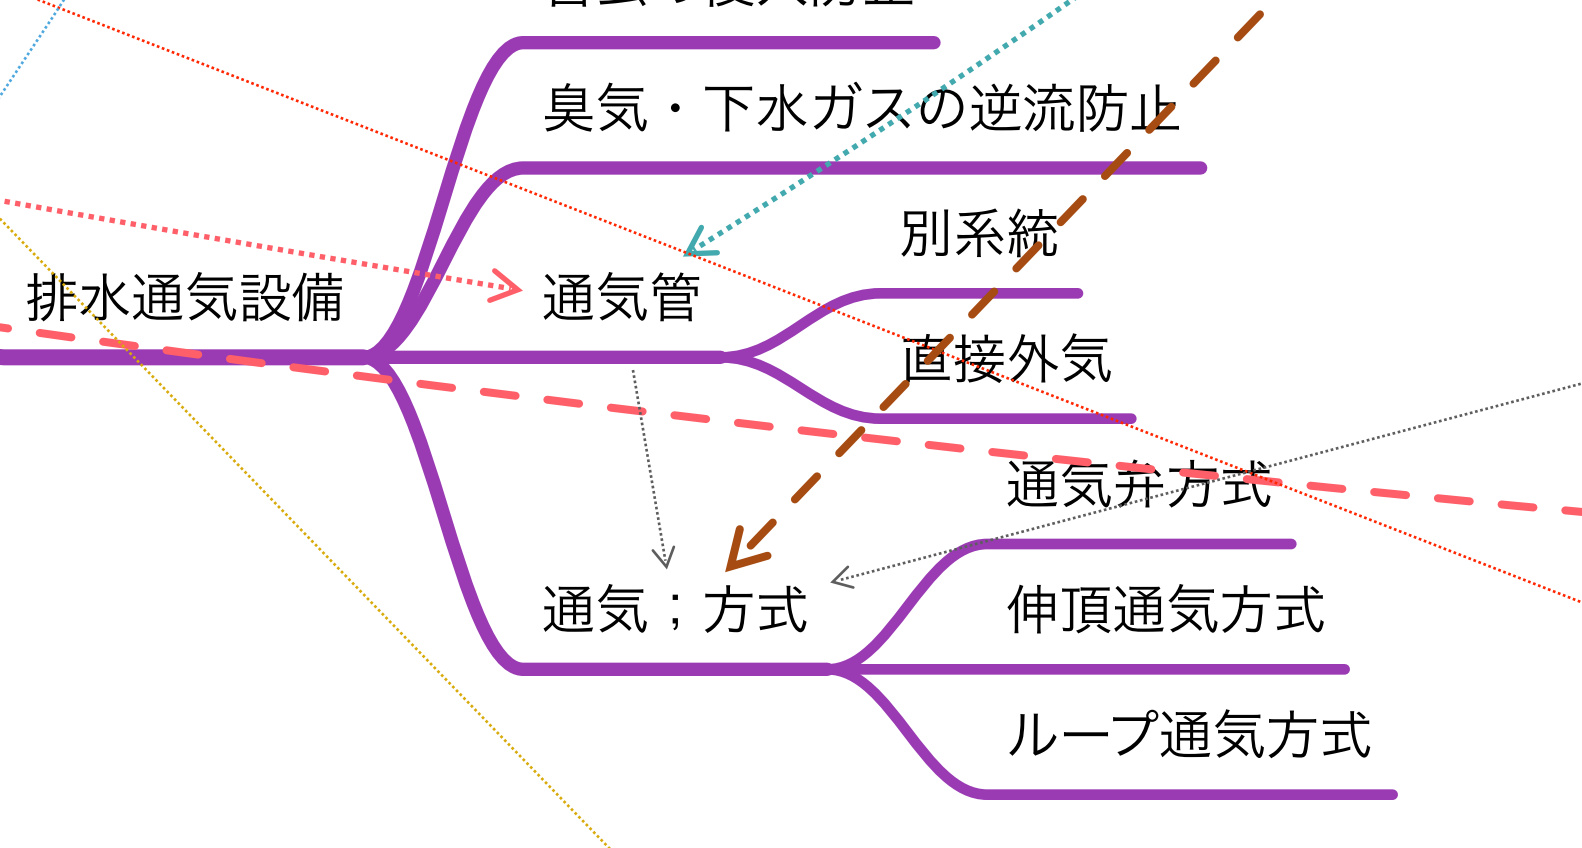 臭気・下水ガスの逆流防止
別系統
排水通気設備
通気管
直接外気
通気弁方式
通気；方式
伸頂通気方式
ループ通気方式